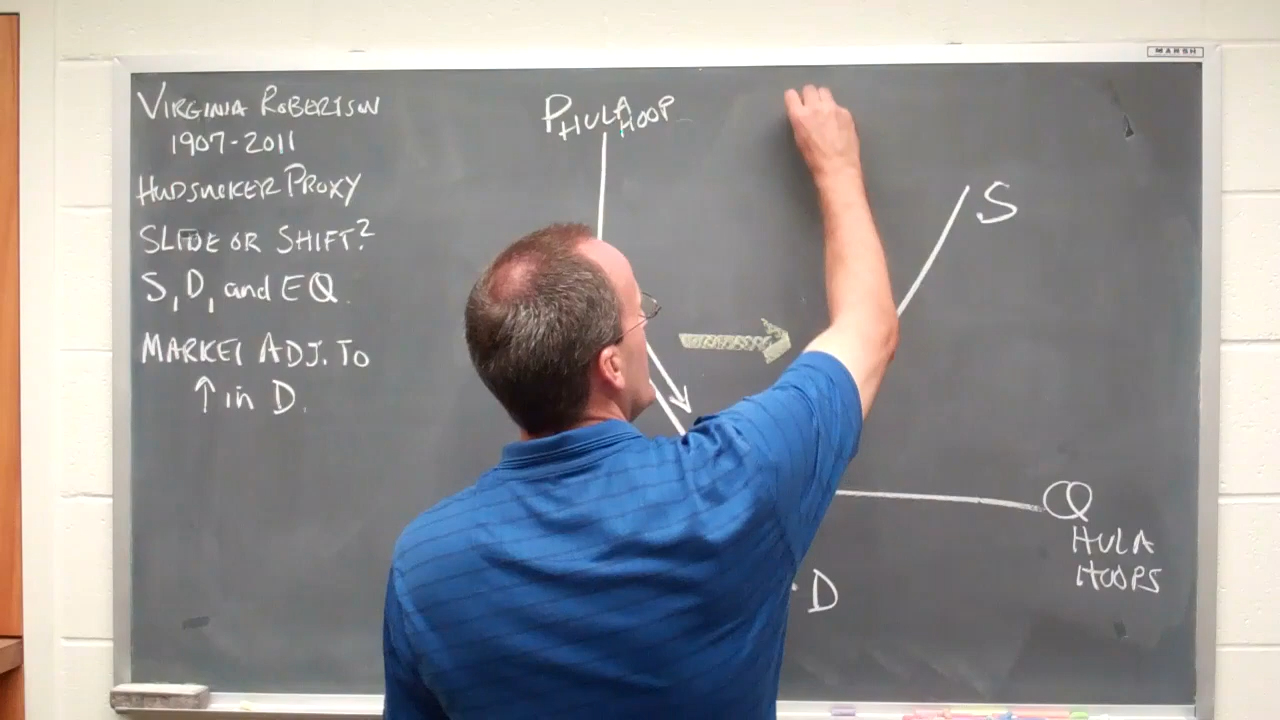 MARSH
VIRGINIA ROBERTSON
1907-2011
HUDSUCKER PROXY
SLIDE OR SHIFT?
S, D, and EQ.
MARKET ADJ. TO
↑ in D.
P HULA HOOP
S
Q
HULA
HOOPS
D